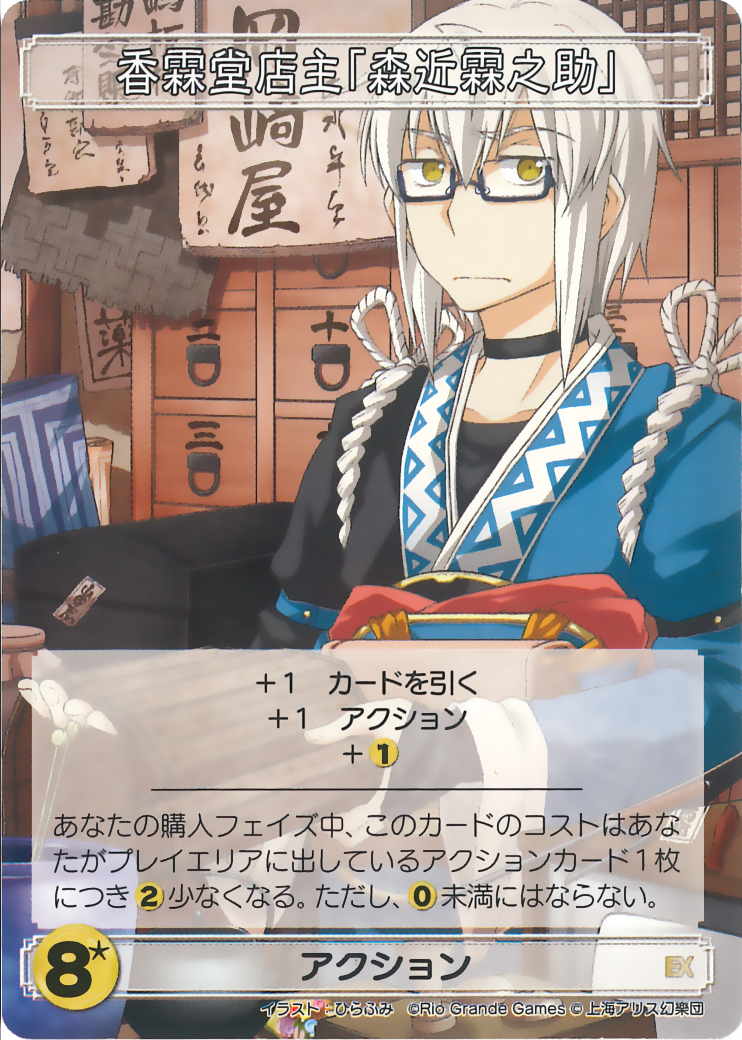 香霖堂店主「森近霖之助」
崎
屋
薬
二
十
三
+1 カードを引く
+1 アクション
+1
あなたの購入フェイズ中、このカードのコストはあな
たがプレイエリアに出しているアクションカード1枚
につき2少なくなる。ただし、0未満にはならない。
8* アクション EX
イラスト:ひらふみ ©Rio Grande Games © 上海アリス幻樂団